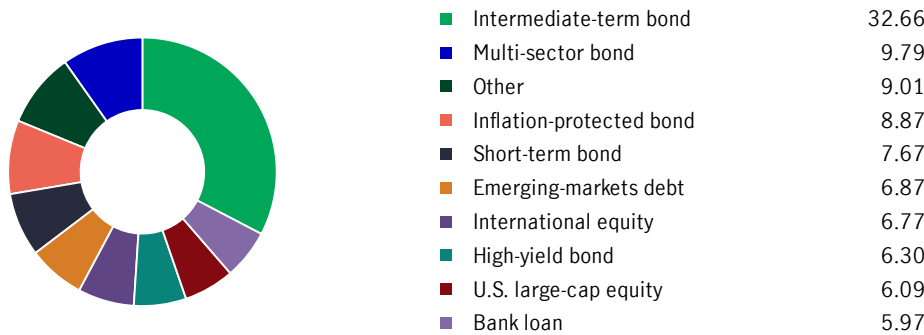 Intermediate-term bond 32.66
Multi-sector bond 9.79
Other 9.01
Inflation-protected bond 8.87
Short-term bond 7.67
Emerging-markets debt 6.87
International equity 6.77
High-yield bond 6.30
U.S. large-cap equity 6.09
Bank loan 5.97